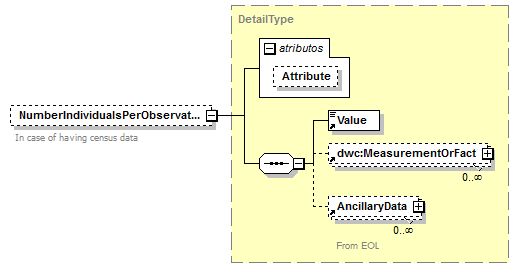 DetailType
atributos
Attribute
NumberIndividualsPerObservat...
In case of having census data
Value
dwc:MeasurementOrFact
0..∞
AncillaryData
0..∞
From EOL